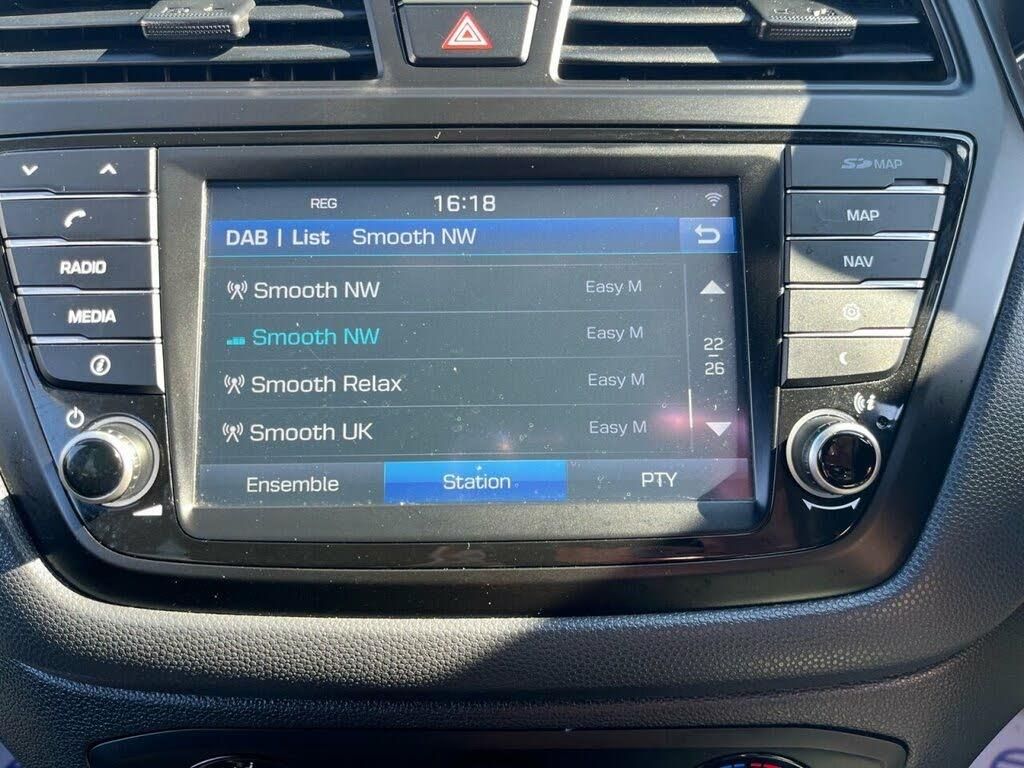 REG 16:18
DAB | List Smooth NW
Smooth NW Easy M
Smooth NW Easy M
Smooth Relax Easy M
Smooth UK Easy M
22
26
Ensemble Station PTY
RADIO
MEDIA
SD MAP
MAP
NAV